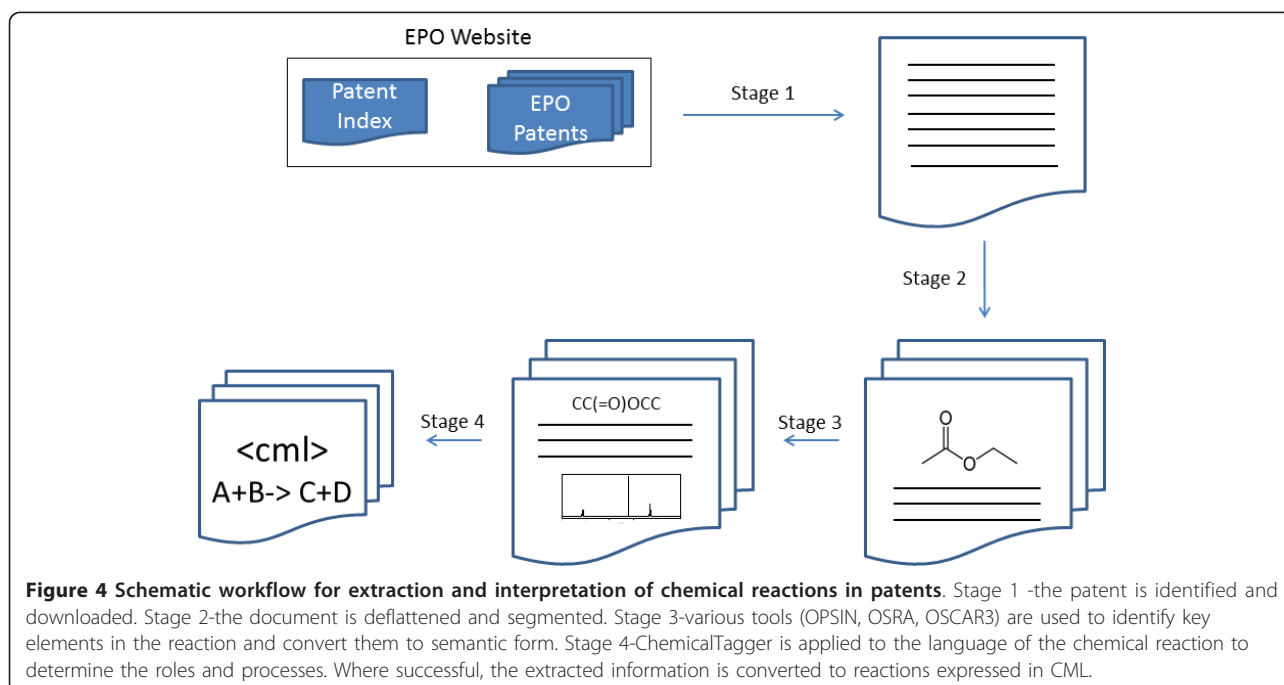 EPO Website
Patent
Index
EPO
Patents
Stage 1
Stage 2
CC(=O)OCC
Stage 4
Stage 3
<cml>
A+B-> C+D
O
O
Figure 4 Schematic workflow for extraction and interpretation of chemical reactions in patents. Stage 1 -the patent is identified and
downloaded. Stage 2-the document is deflattened and segmented. Stage 3-various tools (OPSIN, OSRA, OSCAR3) are used to identify key
elements in the reaction and convert them to semantic form. Stage 4-ChemicalTagger is applied to the language of the chemical reaction to
determine the roles and processes. Where successful, the extracted information is converted to reactions expressed in CML.